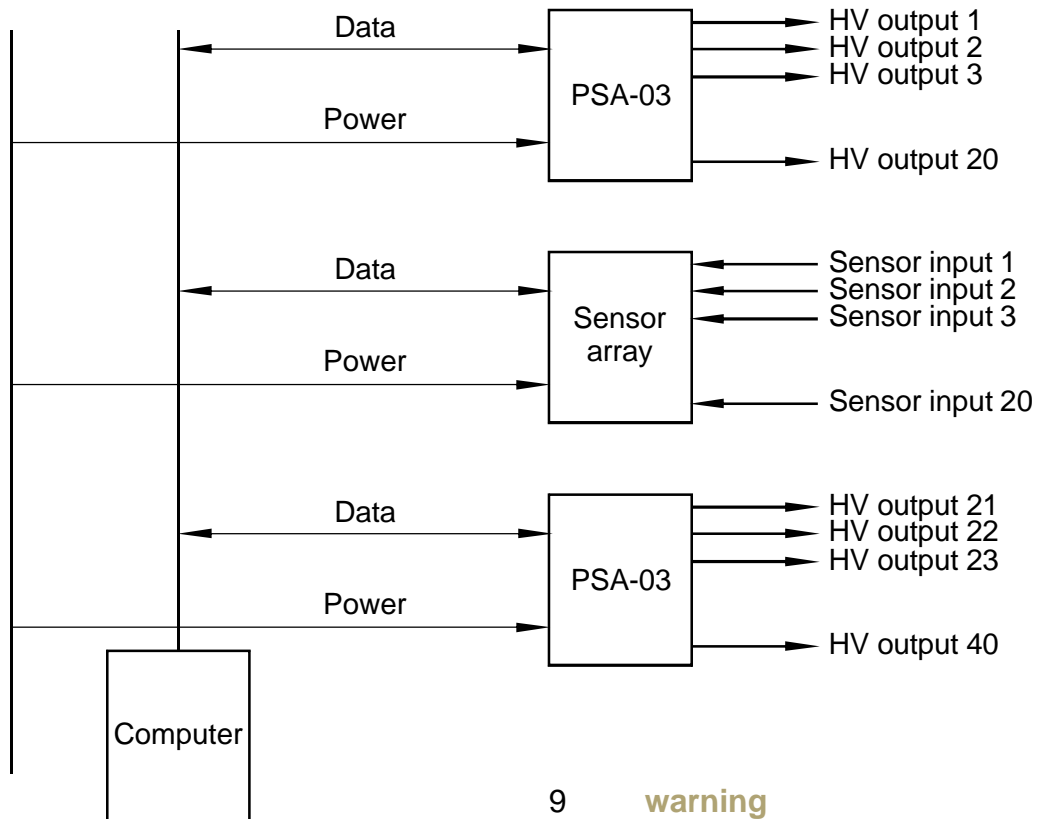 Data
PSA-03
HV output 1
HV output 2
HV output 3
Power
HV output 20
Data
Sensor
array
Sensor input 1
Sensor input 2
Sensor input 3
Power
Sensor input 20
Data
PSA-03
HV output 21
HV output 22
HV output 23
Power
HV output 40
Computer
9 warning